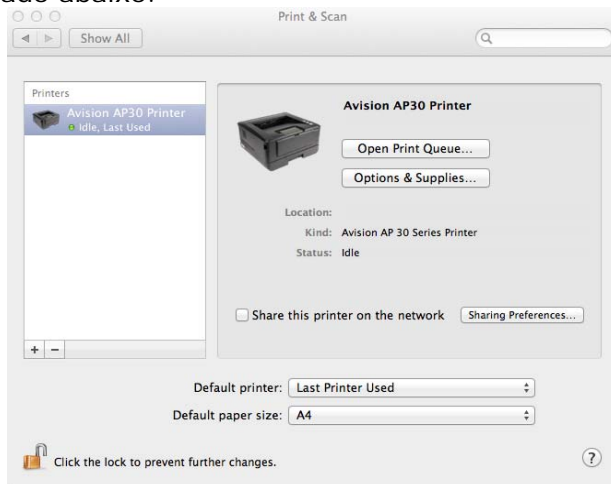 Print & Scan
Show All
Printers
Avision AP30 Printer
Idle, Last Used
Avision AP30 Printer
Open Print Queue...
Options & Supplies...
Location:
Kind: Avision AP 30 Series Printer
Status: Idle
Share this printer on the network Sharing Preferences...
+ −
Default printer: Last Printer Used
Default paper size: A4
Click the lock to prevent further changes.
?